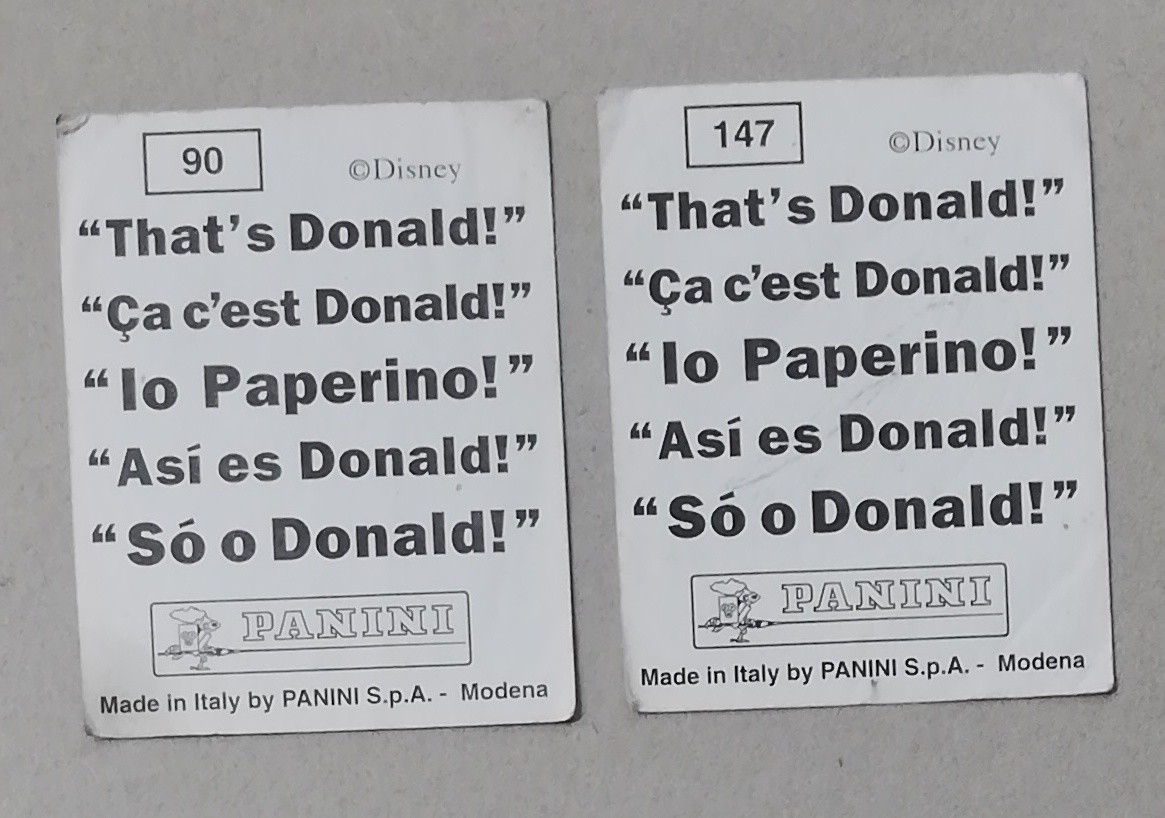 90
©Disney
“That’s Donald!”
“Ça c’est Donald!”
“Io Paperino!”
“Así es Donald!”
“Só o Donald!”
PANINI
Made in Italy by PANINI S.p.A. - Modena
147
©Disney
“That’s Donald!”
“Ça c’est Donald!”
“Io Paperino!”
“Así es Donald!”
“Só o Donald!”
PANINI
Made in Italy by PANINI S.p.A. - Modena